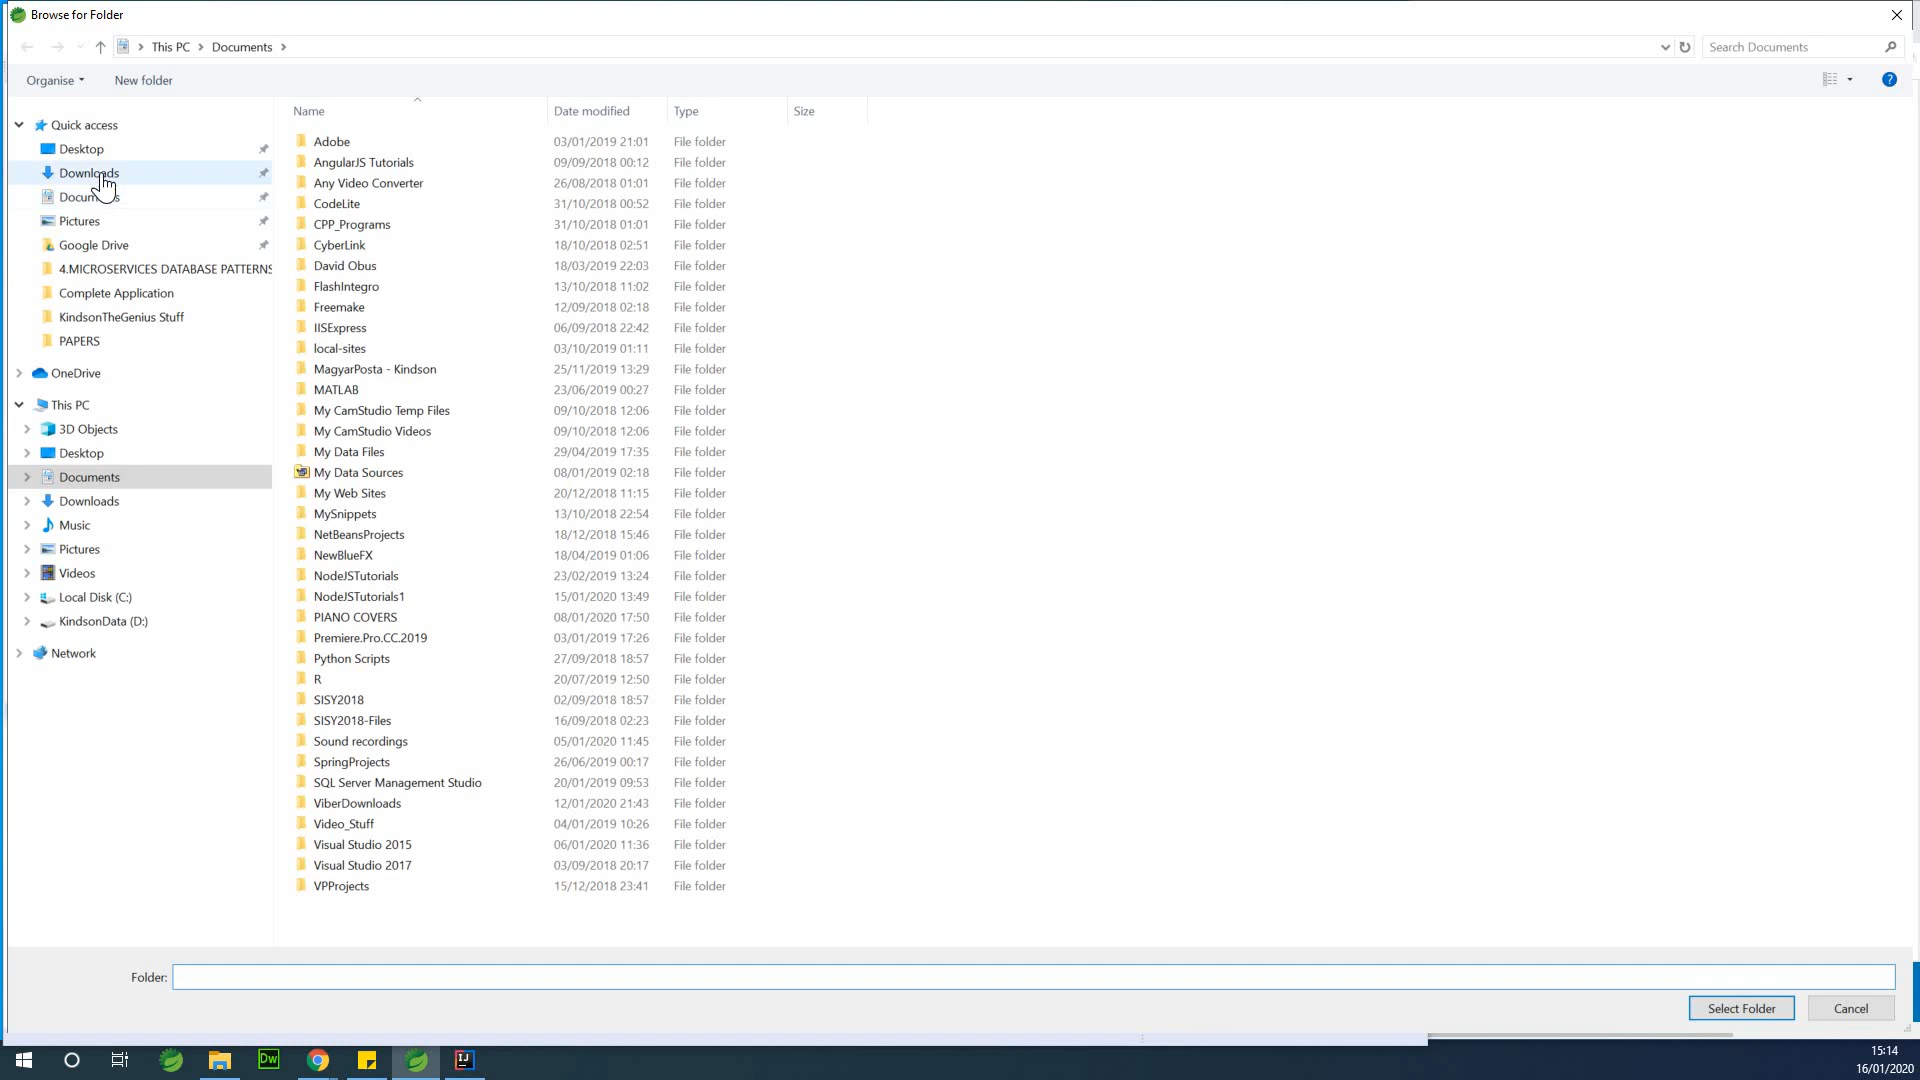 Browse for Folder
This PC Documents
Search Documents
Organise New folder
Name Date modified Type Size
Quick access
Desktop
Downloads
Pictures
Google Drive
4.MICROSERVICES DATABASE PATTERNS
Complete Application
KindsonTheGenius Stuff
PAPERS
OneDrive
This PC
3D Objects
Desktop
Documents
Downloads
Music
Pictures
Videos
Local Disk (C:)
KindsonData (D:)
Network
Adobe 03/01/2019 21:01 File folder
AngularJS Tutorials 09/09/2018 00:12 File folder
Any Video Converter 26/08/2018 01:01 File folder
CodeLite 31/10/2018 00:52 File folder
CPP_Programs 31/10/2018 01:01 File folder
CyberLink 18/10/2018 02:51 File folder
David Obus 18/03/2019 22:03 File folder
FlashIntegro 13/10/2018 11:02 File folder
Freemake 12/09/2018 02:18 File folder
IISExpress 06/09/2018 22:42 File folder
local-sites 03/10/2019 01:11 File folder
MagyarPosta - Kindson 25/11/2019 13:29 File folder
MATLAB 23/06/2019 00:27 File folder
My CamStudio Temp Files 09/10/2018 12:06 File folder
My CamStudio Videos 09/10/2018 12:06 File folder
My Data Files 29/04/2019 17:35 File folder
My Data Sources 08/01/2019 02:18 File folder
My Web Sites 20/12/2018 11:15 File folder
MySnippets 13/10/2018 22:54 File folder
NetBeansProjects 18/12/2018 15:46 File folder
NewBlueFX 18/04/2019 01:06 File folder
NodeJSTutorials 23/02/2019 13:24 File folder
NodeJSTutorials1 15/01/2020 13:49 File folder
PIANO COVERS 08/01/2020 17:50 File folder
Premiere.Pro.CC.2019 03/01/2019 17:26 File folder
Python Scripts 27/09/2018 18:57 File folder
R 20/07/2019 12:50 File folder
SISY2018 02/09/2018 18:57 File folder
SISY2018-Files 16/09/2018 02:23 File folder
Sound recordings 05/01/2020 11:45 File folder
SpringProjects 26/06/2019 00:17 File folder
SQL Server Management Studio 20/01/2019 09:53 File folder
ViberDownloads 12/01/2020 21:43 File folder
Video_Stuff 04/01/2019 10:26 File folder
Visual Studio 2015 06/01/2020 11:36 File folder
Visual Studio 2017 03/09/2018 20:17 File folder
VPProjects 15/12/2018 23:41 File folder
Folder:
Select Folder Cancel
Dw
IJ
15:14
16/01/2020